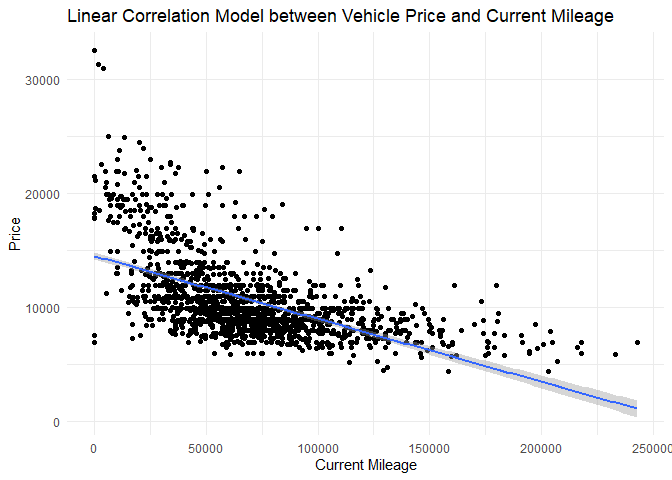 Linear Correlation Model between Vehicle Price and Current Mileage
Price
30000
20000
10000
0
0 50000 100000 150000 200000 250000
Current Mileage